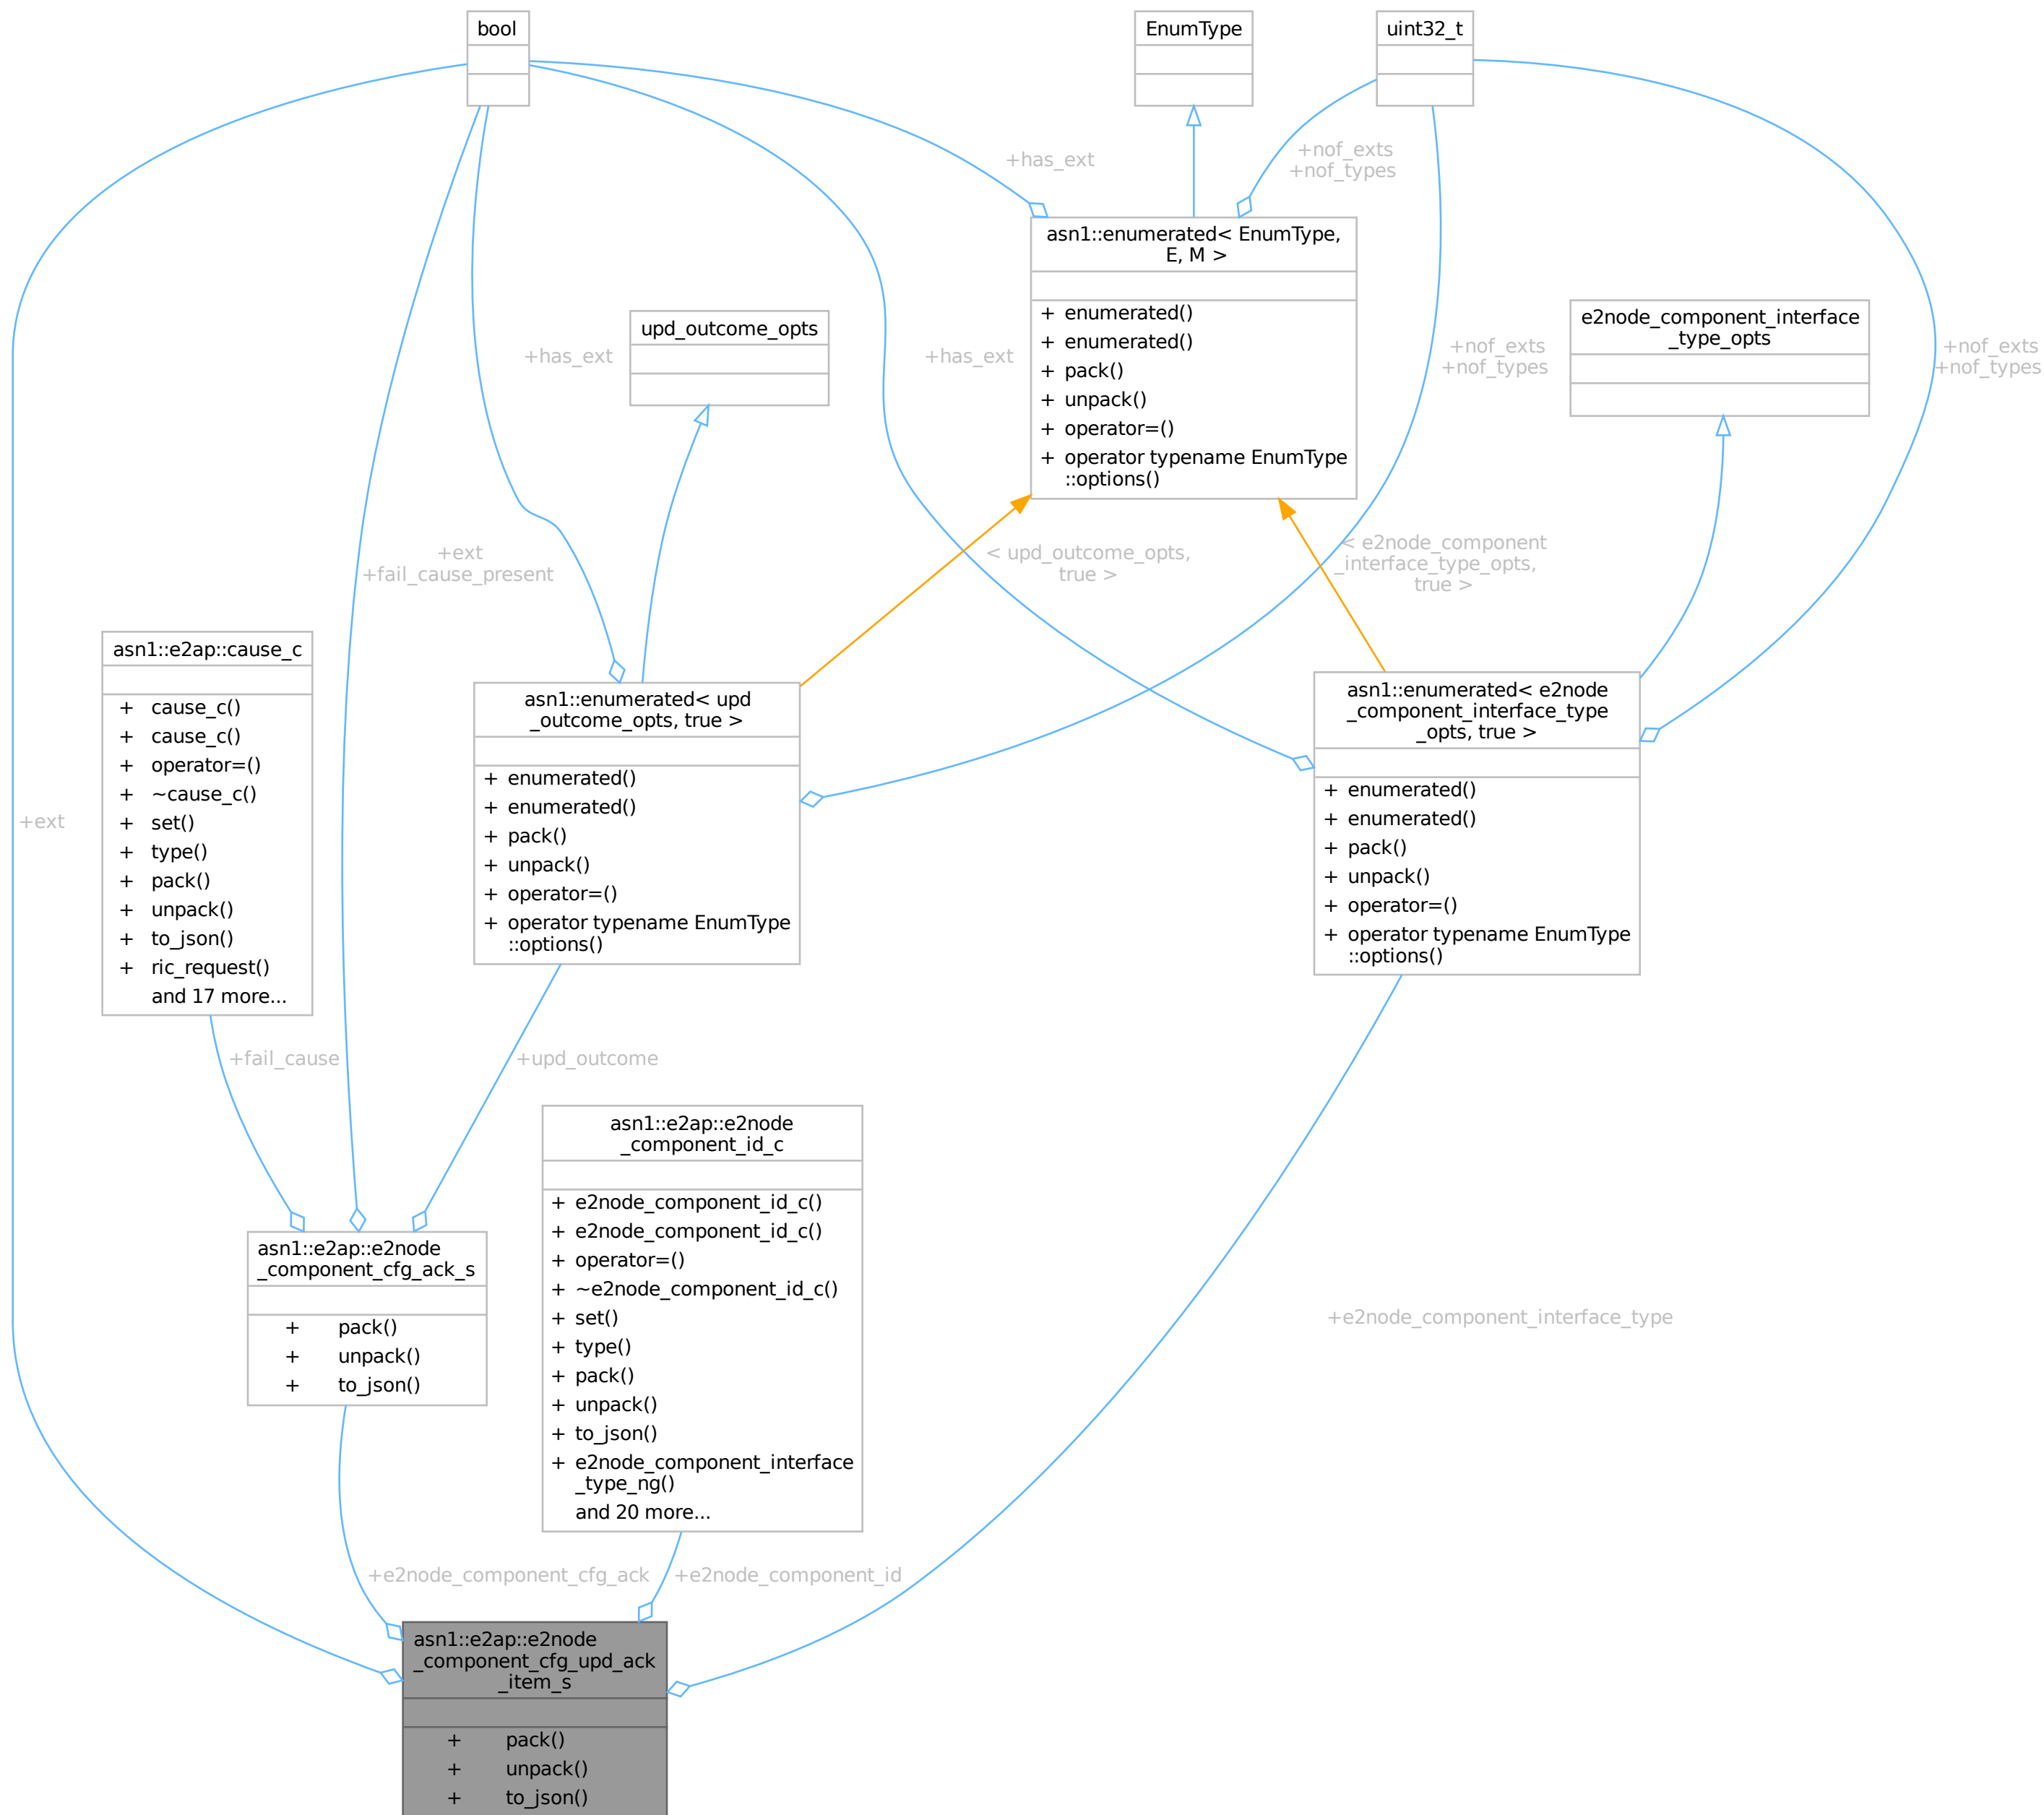 bool
EnumType
uint32_t
+has_ext
+nof_exts
+nof_types
asn1::enumerated< EnumType,
E, M >
+ enumerated()
+ enumerated()
+ pack()
+ unpack()
+ operator=()
+ operator typename EnumType
::options()
upd_outcome_opts
e2node_component_interface
_type_opts
+has_ext
+has_ext
+nof_exts
+nof_types
+nof_exts
+nof_types
+ext
+fail_cause_present
< upd_outcome_opts,
true >
< e2node_component
_interface_type_opts,
true >
+ext
asn1::e2ap::cause_c
+ cause_c()
+ cause_c()
+ operator=()
+ ~cause_c()
+ set()
+ type()
+ pack()
+ unpack()
+ to_json()
+ ric_request()
and 17 more...
asn1::enumerated< upd
_outcome_opts, true >
+ enumerated()
+ enumerated()
+ pack()
+ unpack()
+ operator=()
+ operator typename EnumType
::options()
asn1::enumerated< e2node
_component_interface_type
_opts, true >
+ enumerated()
+ enumerated()
+ pack()
+ unpack()
+ operator=()
+ operator typename EnumType
::options()
+fail_cause
+upd_outcome
asn1::e2ap::e2node
_component_cfg_ack_s
+ pack()
+ unpack()
+ to_json()
asn1::e2ap::e2node
_component_id_c
+ e2node_component_id_c()
+ e2node_component_id_c()
+ operator=()
+ ~e2node_component_id_c()
+ set()
+ type()
+ pack()
+ unpack()
+ to_json()
+ e2node_component_interface
_type_ng()
and 20 more...
+e2node_component_interface_type
+e2node_component_cfg_ack
+e2node_component_id
asn1::e2ap::e2node
_component_cfg_upd_ack
_item_s
+ pack()
+ unpack()
+ to_json()